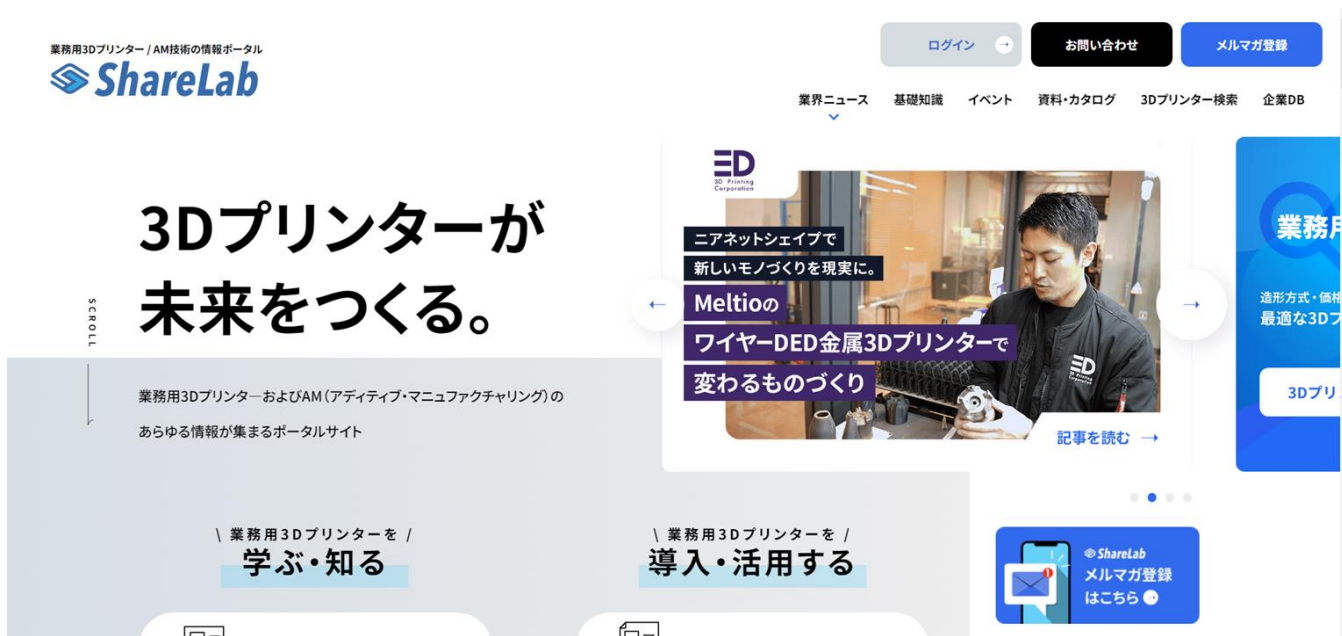 業務用3Dプリンター / AM技術の情報ポータル
ShareLab
ログイン
お問い合わせ
メルマガ登録
業界ニュース
基礎知識
イベント
資料・カタログ
3Dプリンター検索
企業DB
3Dプリンターが
未来をつくる。
SCROLL
業務用3Dプリンタ―およびAM（アディティブ・マニュファクチャリング）の
あらゆる情報が集まるポータルサイト
3D Printing
Corporation
ニアネットシェイプで
新しいモノづくりを現実に。
Meltioの
ワイヤーDED金属3Dプリンターで
変わるものづくり
記事を読む →
業務用
造形方式・価格
最適な3Dプ
3Dプリ
\ 業務用3Dプリンターを /
学ぶ・知る
\ 業務用3Dプリンターを /
導入・活用する
ShareLab
メルマガ登録
はこちら